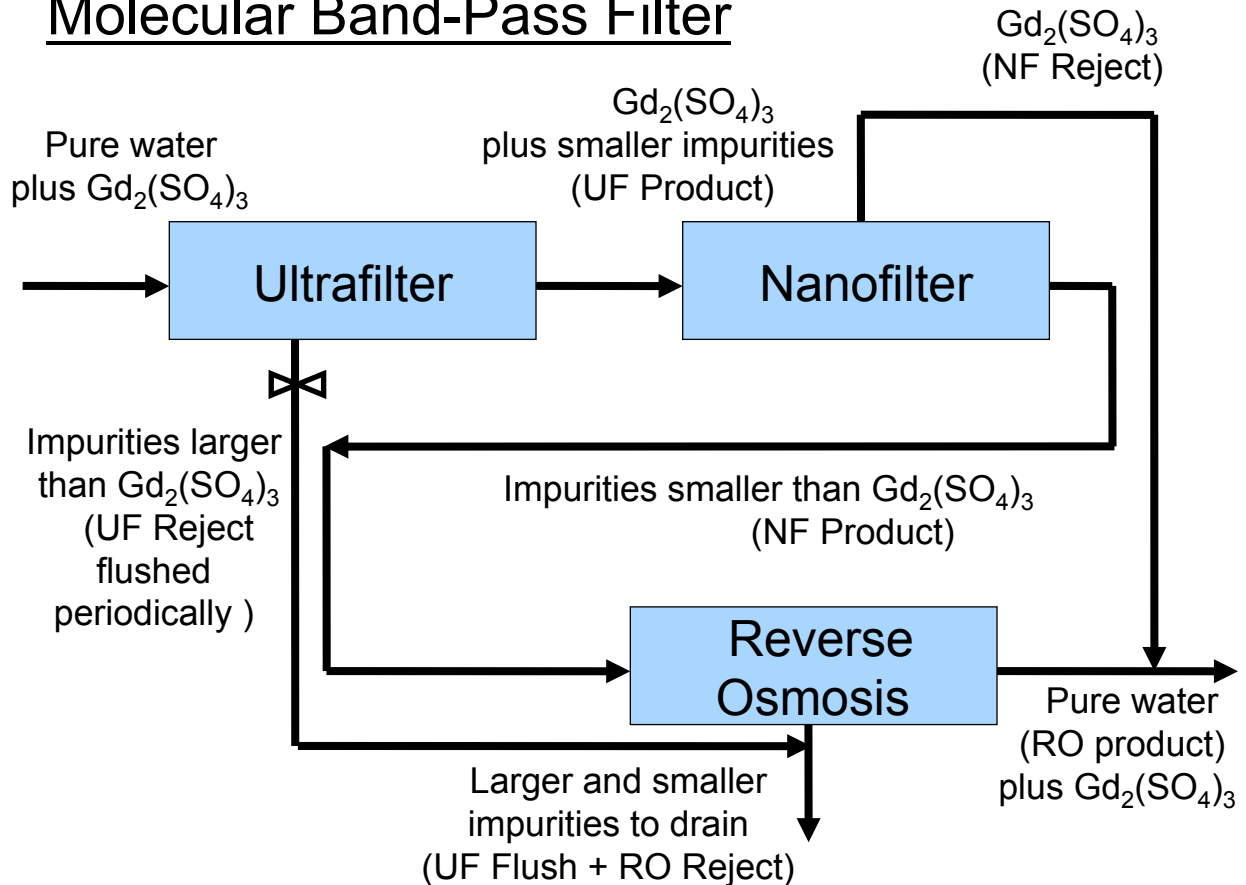 Molecular Band-Pass Filter
Gd₂(SO₄)₃
(NF Reject)
Gd₂(SO₄)₃
plus smaller impurities
(UF Product)
Pure water
plus Gd₂(SO₄)₃
Ultrafilter
Nanofilter
Impurities larger
than Gd₂(SO₄)₃
(UF Reject
flushed
periodically )
Impurities smaller than Gd₂(SO₄)₃
(NF Product)
Reverse
Osmosis
Pure water
(RO product)
plus Gd₂(SO₄)₃
Larger and smaller
impurities to drain
(UF Flush + RO Reject)